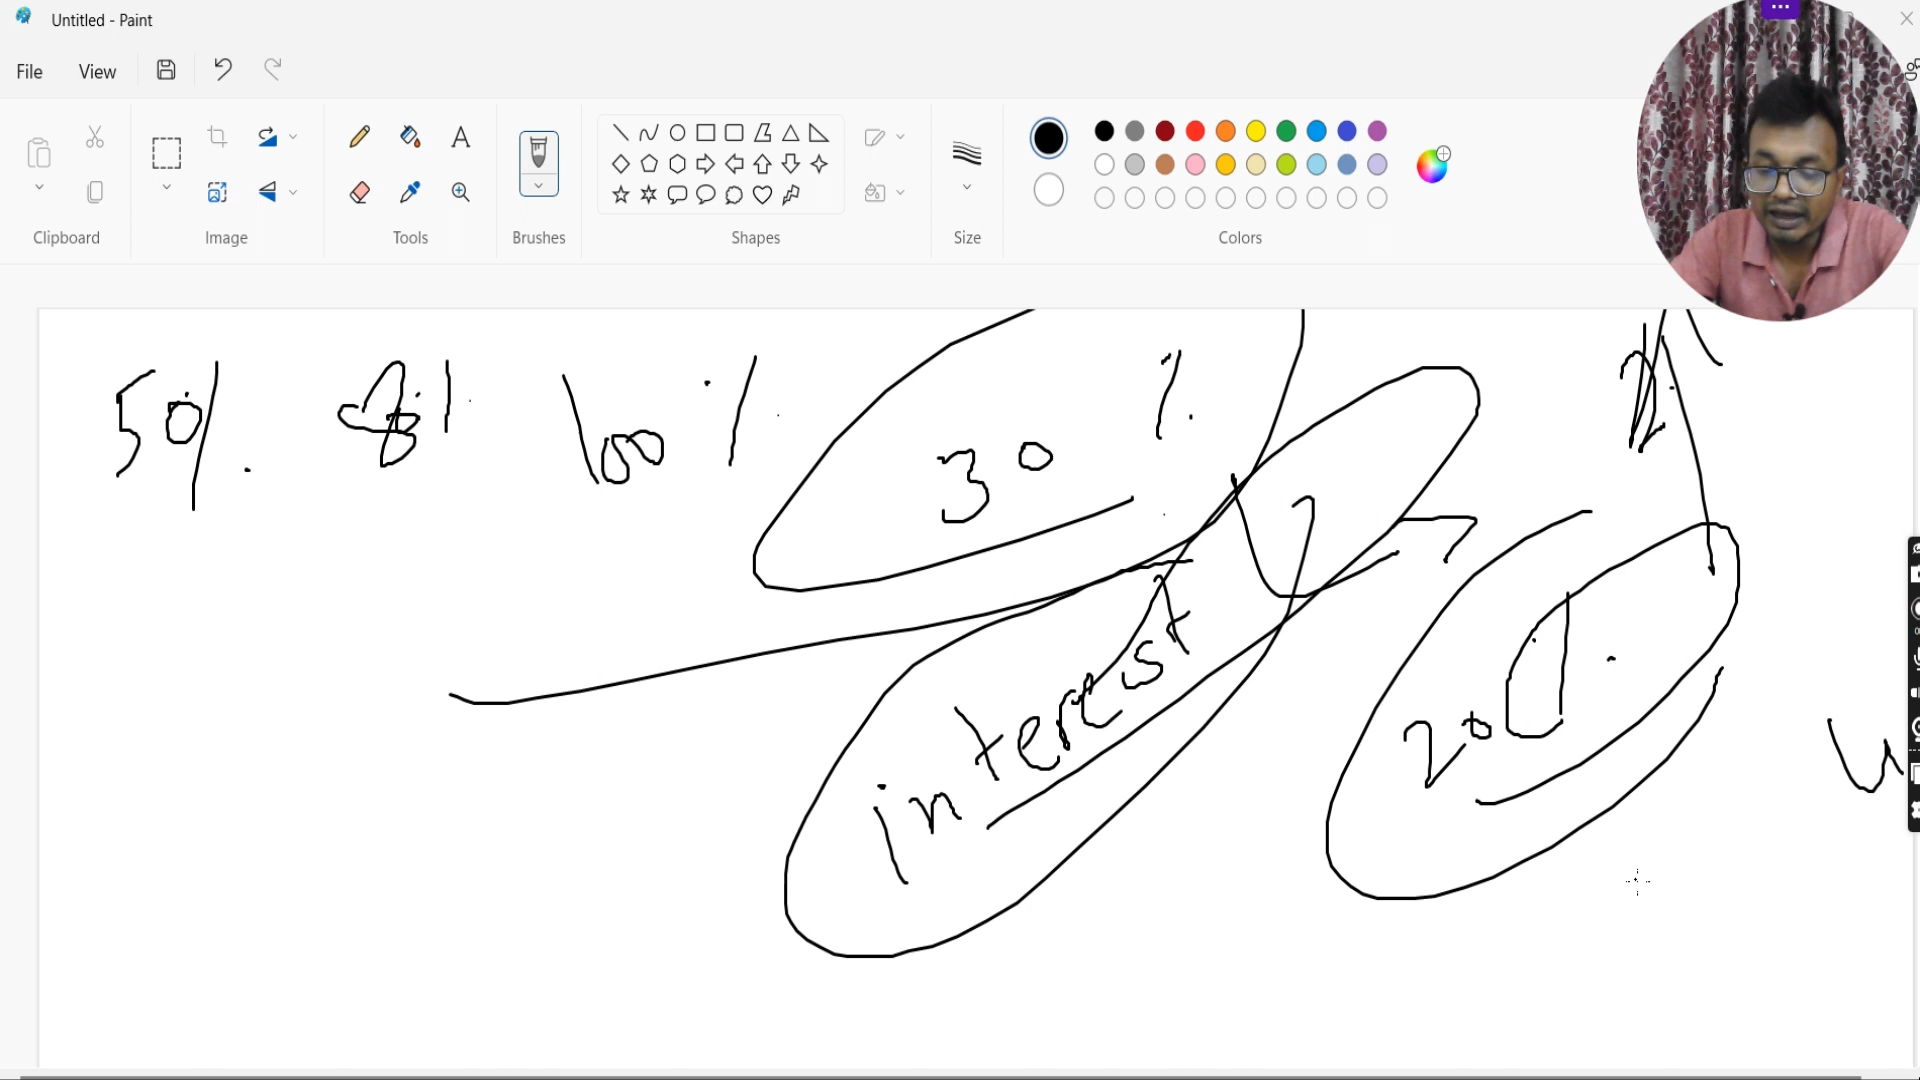 Untitled - Paint
File View
Clipboard Image Tools Brushes Shapes Size Colors
50%. 100%
30%.
interest
20%.